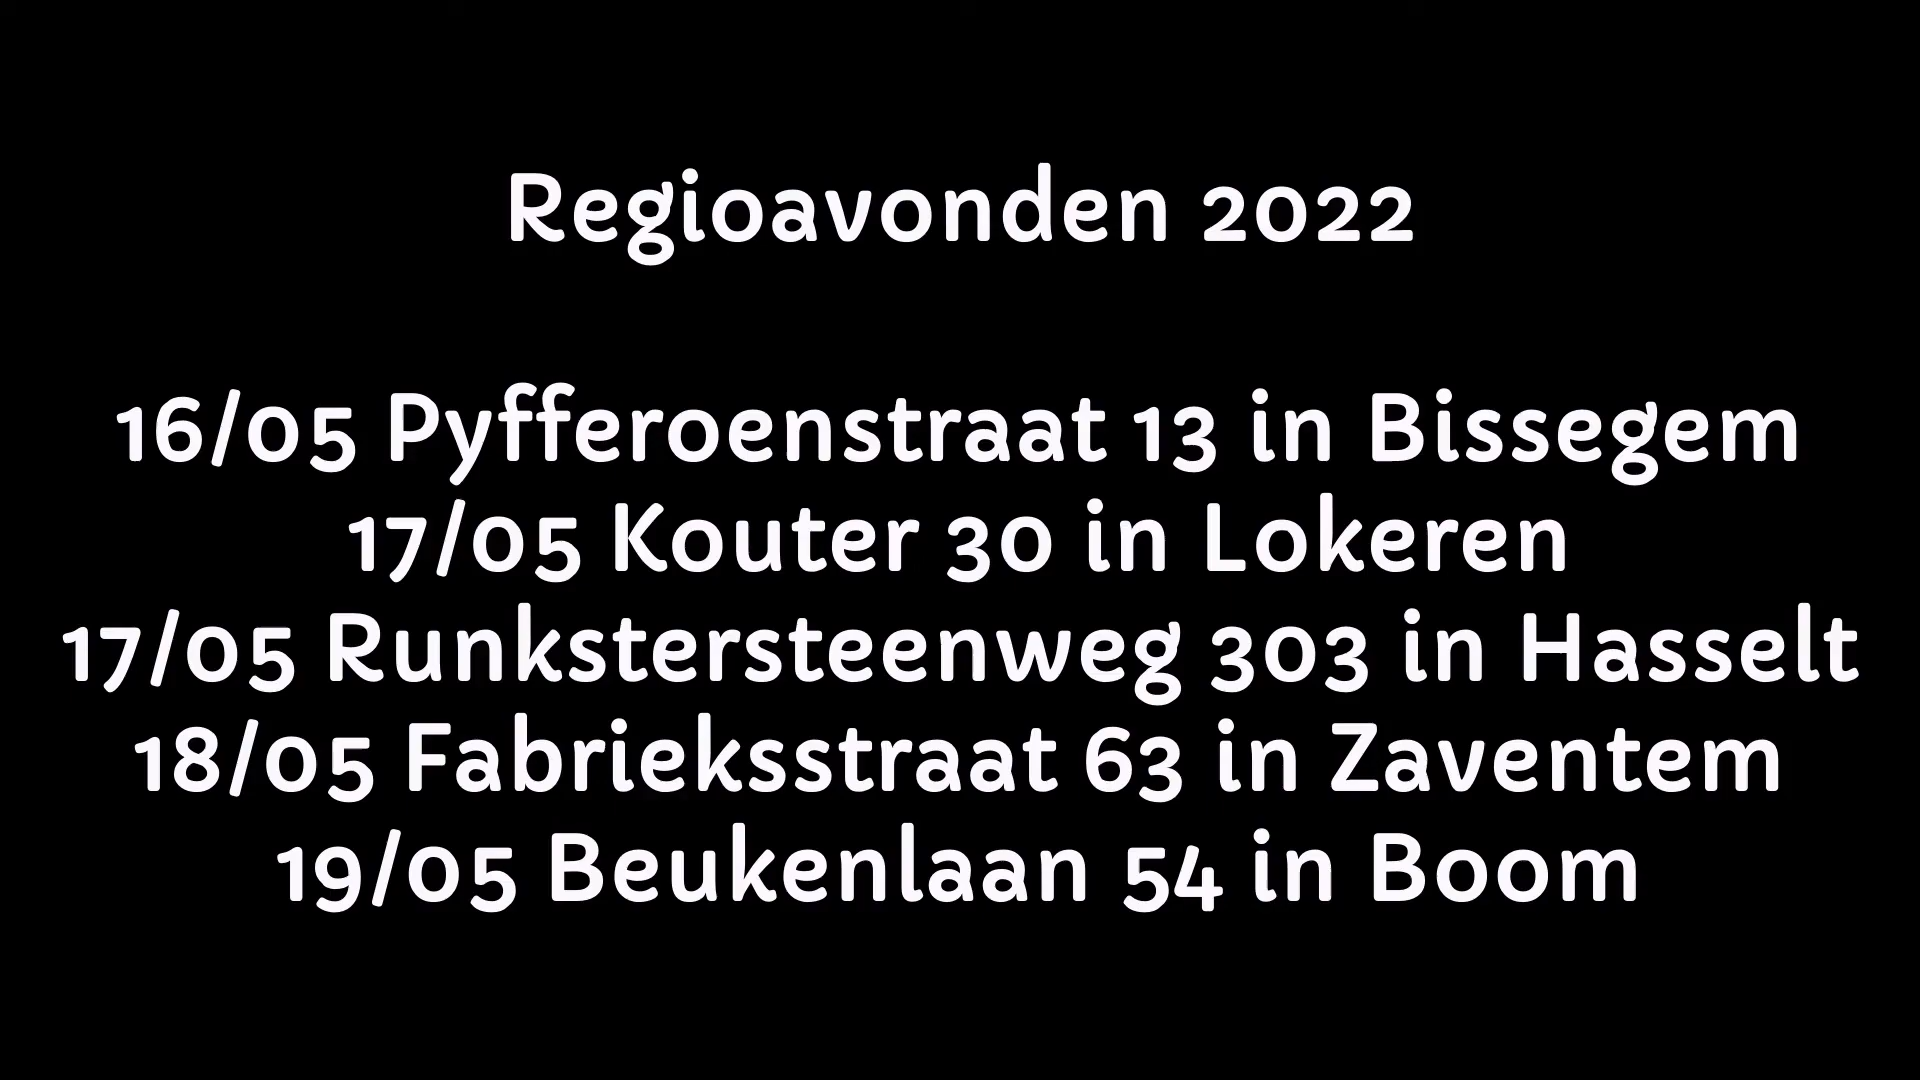 Regioavonden 2022
16/05 Pyfferoenstraat 13 in Bissegem
17/05 Kouter 30 in Lokeren
17/05 Runkstersteenweg 303 in Hasselt
18/05 Fabrieksstraat 63 in Zaventem
19/05 Beukenlaan 54 in Boom